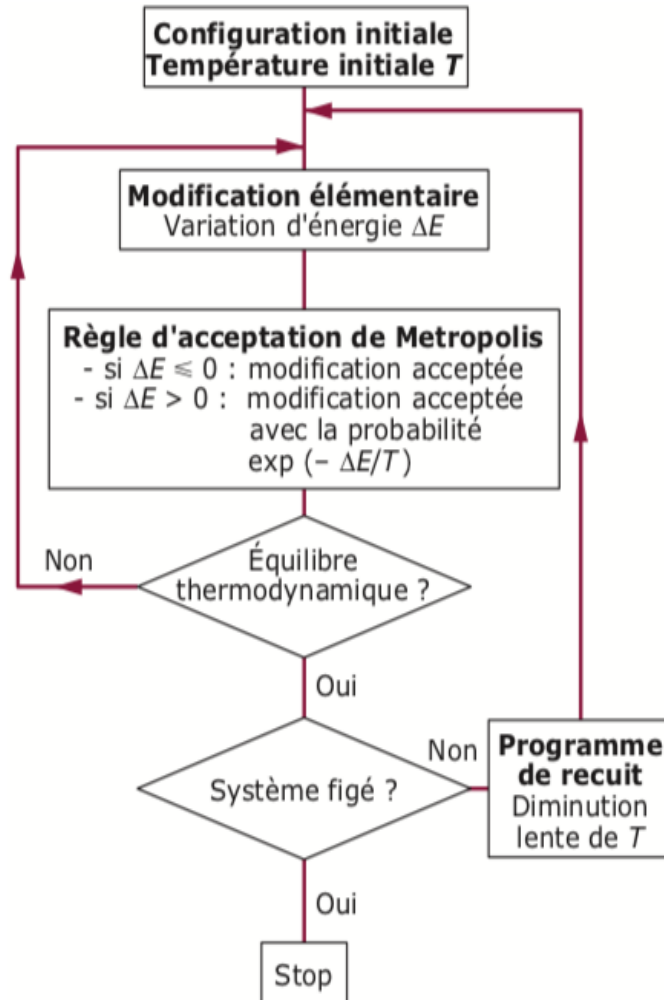 Configuration initiale
Température initiale T
Modification élémentaire
Variation d'énergie ΔE
Règle d'acceptation de Metropolis
- si ΔE ⩽ 0 : modification acceptée
- si ΔE > 0 : modification acceptée
avec la probabilité
exp (– ΔE/T)
Non
Équilibre
thermodynamique ?
Oui
Système figé ?
Non
Programme
de recuit
Diminution
lente de T
Oui
Stop